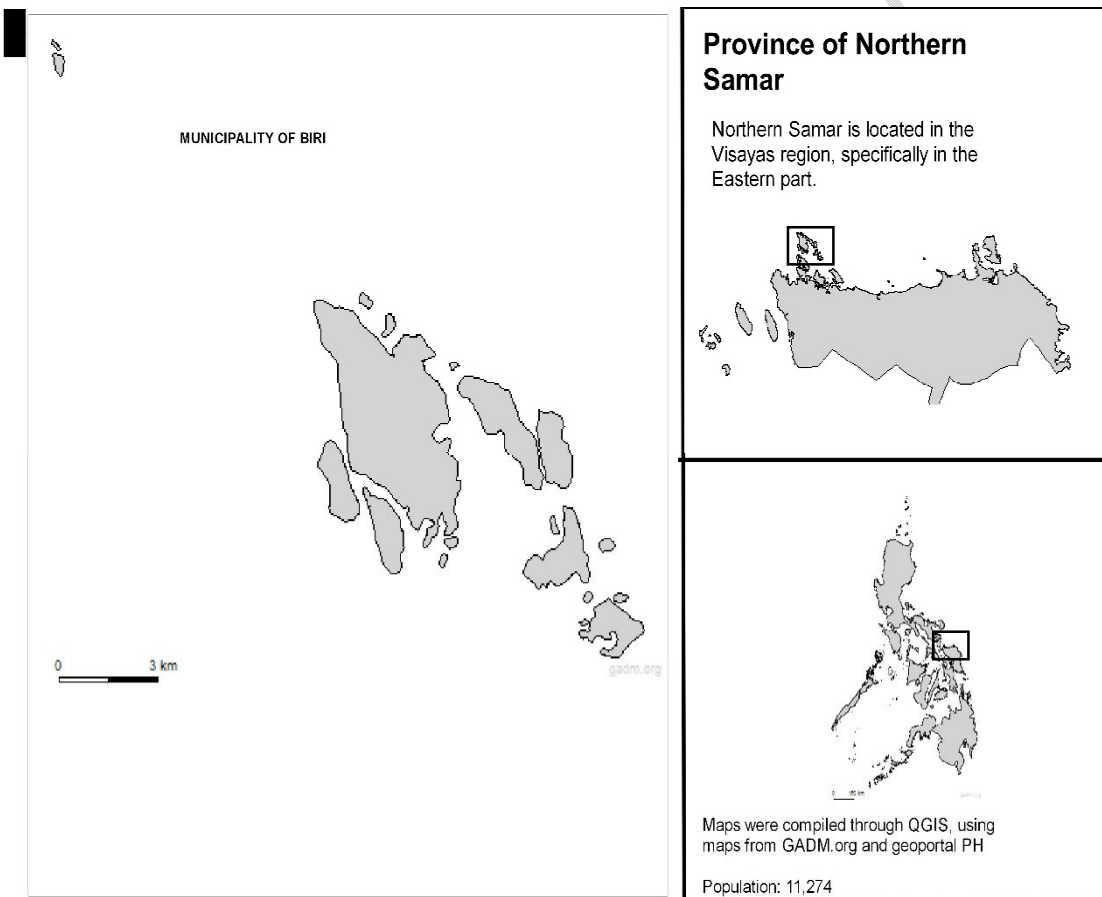 MUNICIPALITY OF BIRI
0 3 km
gadm.org
Province of Northern
Samar
Northern Samar is located in the
Visayas region, specifically in the
Eastern part.
Maps were compiled through QGIS, using
maps from GADM.org and geoportal PH
Population: 11,274